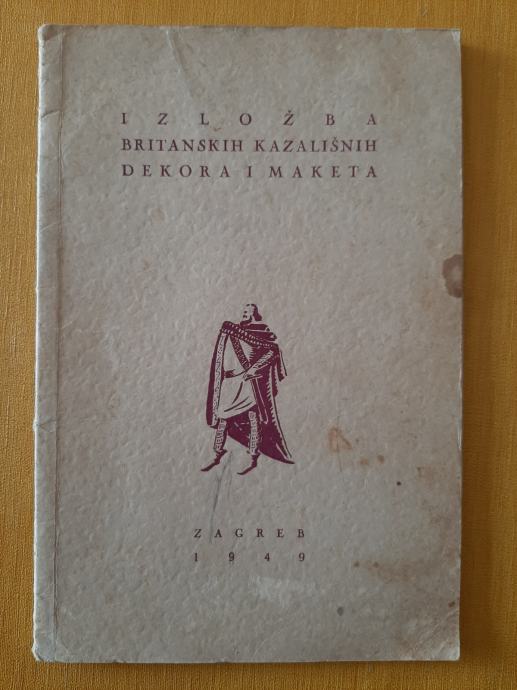 IZLOŽBA
BRITANSKIH KAZALIŠNIH
DEKORA I MAKETA
ZAGREB
1949